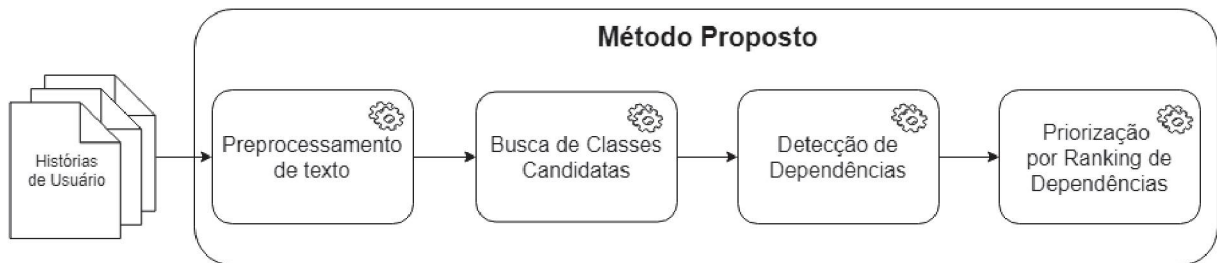 Método Proposto
Histórias
de Usuário
Preprocessamento
de texto
Busca de Classes
Candidatas
Detecção de
Dependências
Priorização
por Ranking de
Dependências